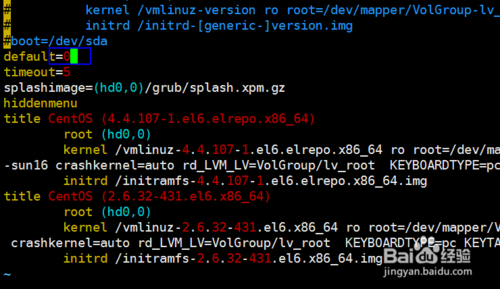 #          kernel /vmlinuz-version ro root=/dev/mapper/VolGroup-lv_
#          initrd /initrd-[generic-]version.img
#boot=/dev/sda
default=0
timeout=5
splashimage=(hd0,0)/grub/splash.xpm.gz
hiddenmenu
title CentOS (4.4.107-1.el6.elrepo.x86_64)
root (hd0,0)
kernel /vmlinuz-4.4.107-1.el6.elrepo.x86_64 ro root=/dev/ma
-sun16 crashkernel=auto rd_LVM_LV=VolGroup/lv_root  KEYBOARDTYPE=pc
initrd /initramfs-4.4.107-1.el6.elrepo.x86_64.img
title CentOS (2.6.32-431.el6.x86_64)
root (hd0,0)
kernel /vmlinuz-2.6.32-431.el6.x86_64 ro root=/dev/mapper/V
crashkernel=auto rd_LVM_LV=VolGroup/lv_root  KEYBOARDTYPE=pc KEYTA
initrd /initramfs-2.6.32-431.el6.x86_64.img
~
Baidu 经验
jingyan.baidu.com